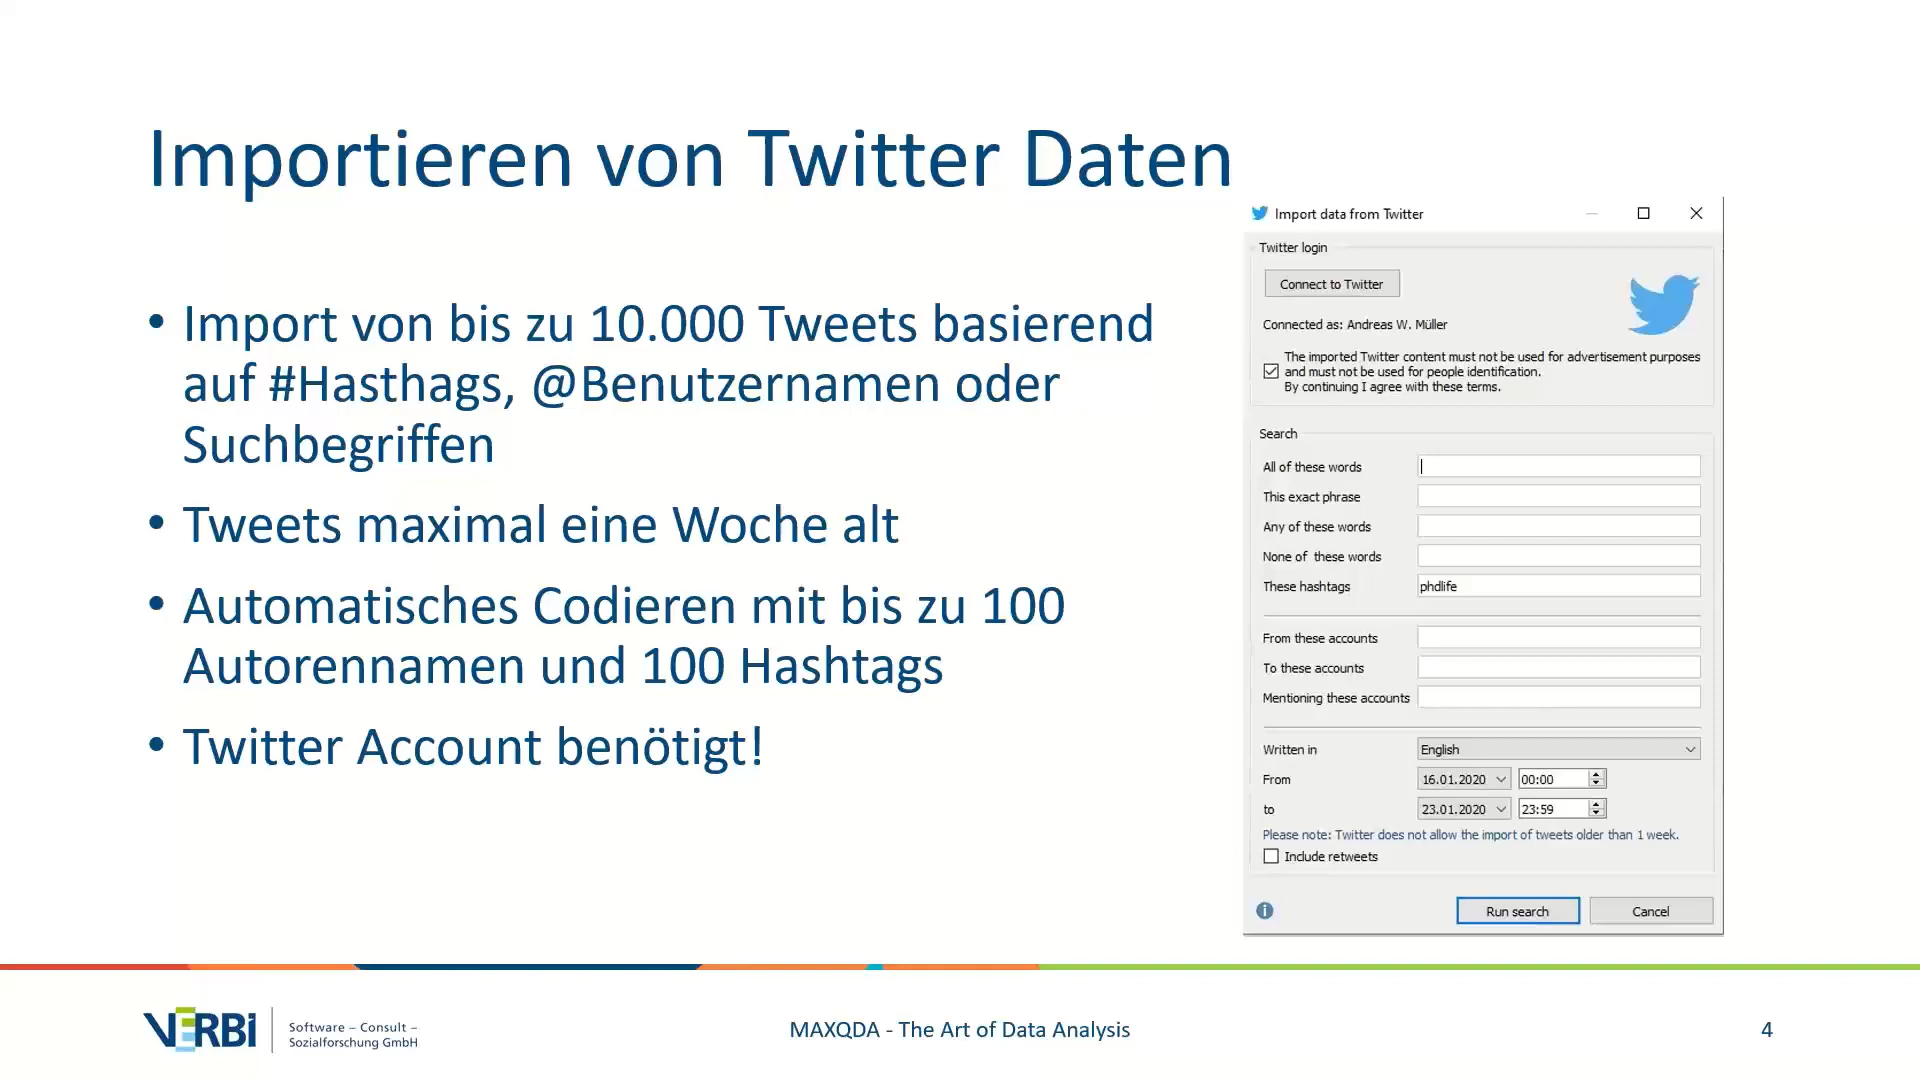 Importieren von Twitter Daten
• Import von bis zu 10.000 Tweets basierend
auf #Hasthags, @Benutzernamen oder
Suchbegriffen
• Tweets maximal eine Woche alt
• Automatisches Codieren mit bis zu 100
Autorennamen und 100 Hashtags
• Twitter Account benötigt!
Import data from Twitter
Twitter login
Connect to Twitter
Connected as: Andreas W. Müller
The imported Twitter content must not be used for advertisement purposes
and must not be used for people identification.
By continuing I agree with these terms.
Search
All of these words
This exact phrase
Any of these words
None of these words
These hashtags phdlife
From these accounts
To these accounts
Mentioning these accounts
Written in English
From 16.01.2020 00:00
to 23.01.2020 23:59
Please note: Twitter does not allow the import of tweets older than 1 week.
Include retweets
Run search Cancel
VERBI Software – Consult –
Sozialforschung GmbH
MAXQDA - The Art of Data Analysis
4